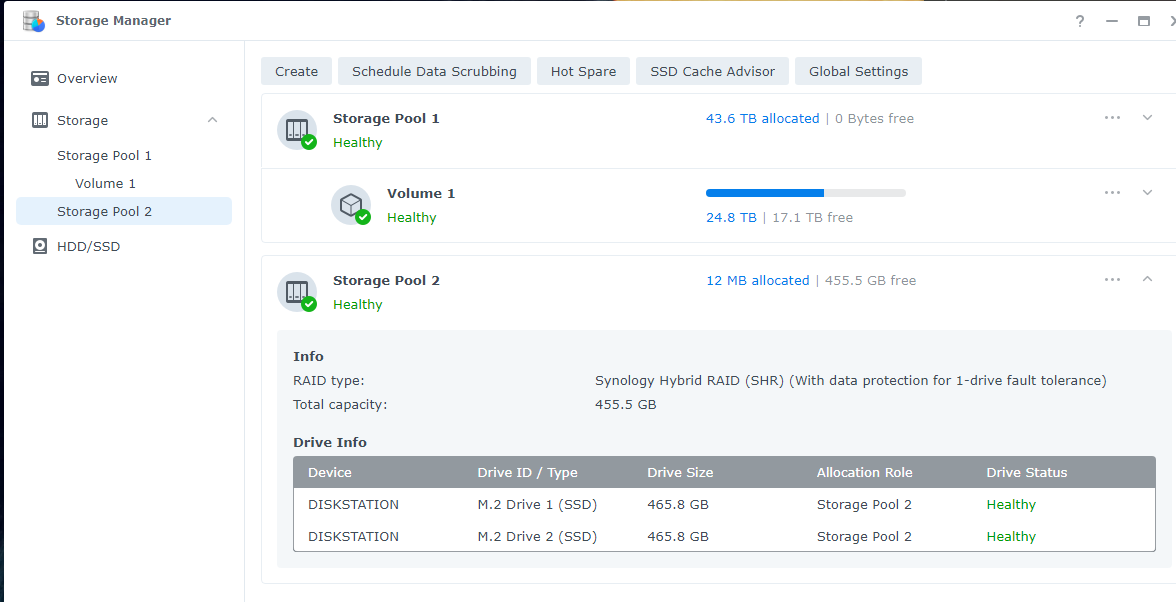 Storage Manager
?
Overview
Storage
Storage Pool 1
Volume 1
Storage Pool 2
HDD/SSD
Create Schedule Data Scrubbing Hot Spare SSD Cache Advisor Global Settings
Storage Pool 1 43.6 TB allocated | 0 Bytes free
Healthy
Volume 1
Healthy 24.8 TB | 17.1 TB free
Storage Pool 2 12 MB allocated | 455.5 GB free
Healthy
Info
RAID type: Synology Hybrid RAID (SHR) (With data protection for 1-drive fault tolerance)
Total capacity: 455.5 GB
Drive Info
Device Drive ID / Type Drive Size Allocation Role Drive Status
DISKSTATION M.2 Drive 1 (SSD) 465.8 GB Storage Pool 2 Healthy
DISKSTATION M.2 Drive 2 (SSD) 465.8 GB Storage Pool 2 Healthy